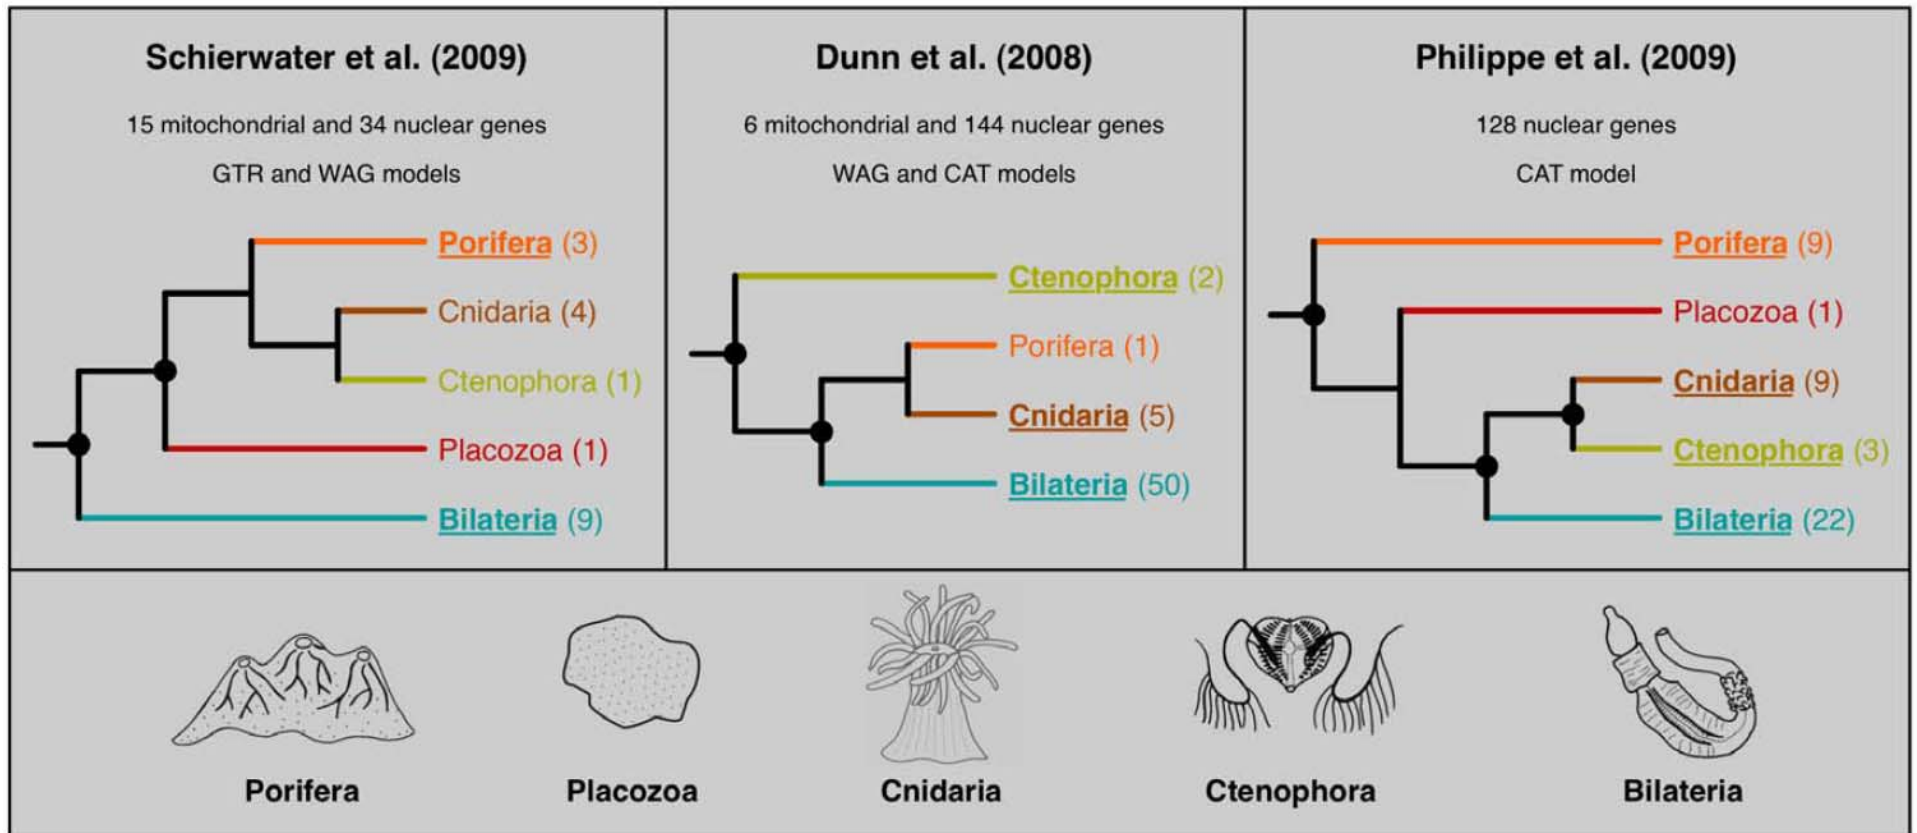 Schierwater et al. (2009)
15 mitochondrial and 34 nuclear genes
GTR and WAG models
Porifera (3)
Cnidaria (4)
Ctenophora (1)
Placozoa (1)
Bilateria (9)
Dunn et al. (2008)
6 mitochondrial and 144 nuclear genes
WAG and CAT models
Ctenophora (2)
Porifera (1)
Cnidaria (5)
Bilateria (50)
Philippe et al. (2009)
128 nuclear genes
CAT model
Porifera (9)
Placozoa (1)
Cnidaria (9)
Ctenophora (3)
Bilateria (22)
Porifera
Placozoa
Cnidaria
Ctenophora
Bilateria